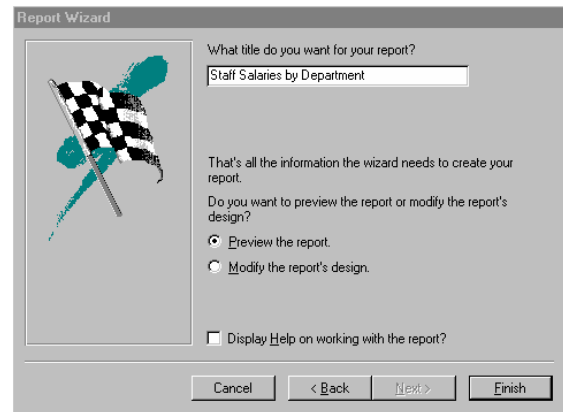 Report Wizard
What title do you want for your report?
Staff Salaries by Department
That's all the information the wizard needs to create your
report.
Do you want to preview the report or modify the report's
design?
Preview the report.
Modify the report's design.
Display Help on working with the report?
Cancel
< Back
Next >
Finish